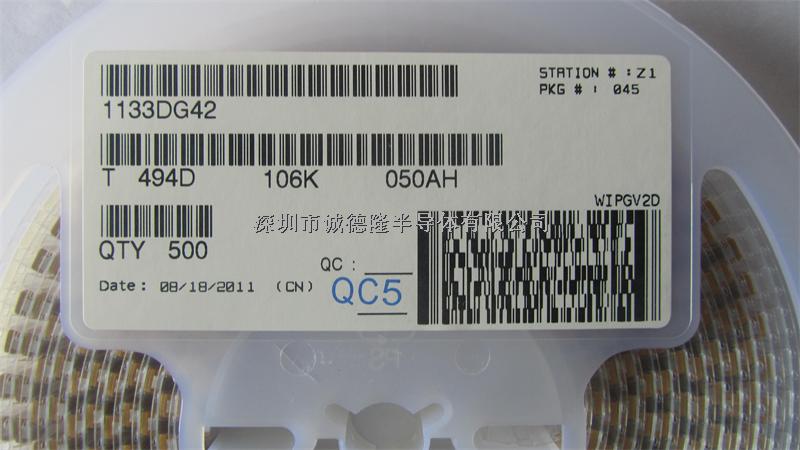 STATION # : Z1
PKG # : 045
1133DG42
T 494D 106K 050AH
WIPGV2D
深圳市诚德隆半导体有限公司
QTY 500
QC :
Date: 08/18/2011 (CN)
QC5